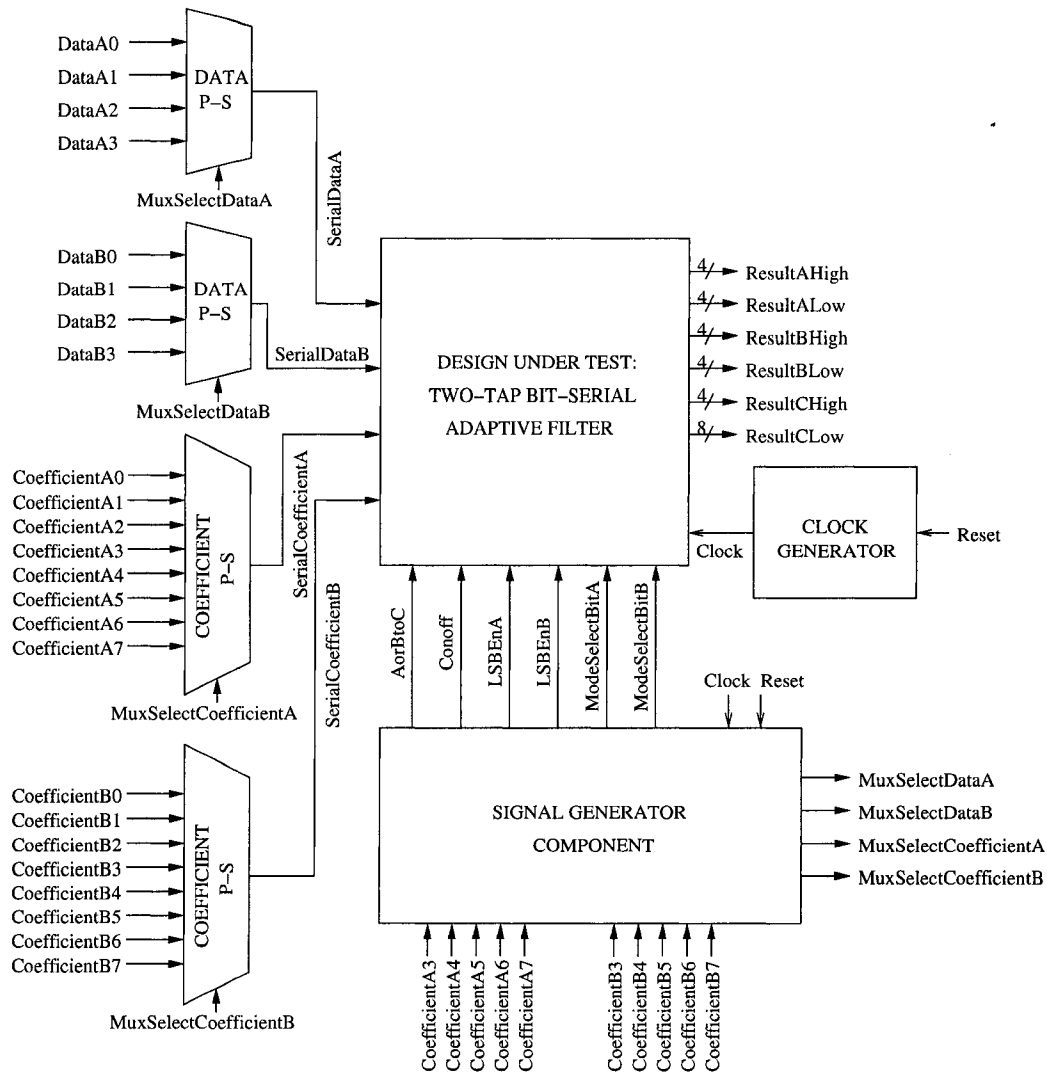 DataA0
DataA1
DataA2
DataA3
DATA
P-S
MuxSelectDataA
SerialDataA
DataB0
DataB1
DataB2
DataB3
DATA
P-S
MuxSelectDataB
SerialDataB
CoefficientA0
CoefficientA1
CoefficientA2
CoefficientA3
CoefficientA4
CoefficientA5
CoefficientA6
CoefficientA7
COEFFICIENT
P-S
MuxSelectCoefficientA
SerialCoefficientA
CoefficientB0
CoefficientB1
CoefficientB2
CoefficientB3
CoefficientB4
CoefficientB5
CoefficientB6
CoefficientB7
COEFFICIENT
P-S
MuxSelectCoefficientB
SerialCoefficientB
DESIGN UNDER TEST:
TWO-TAP BIT-SERIAL
ADAPTIVE FILTER
4 ResultAHigh
4 ResultALow
4 ResultBHigh
4 ResultBLow
4 ResultCHigh
8 ResultCLow
CLOCK
GENERATOR
Clock
Reset
AorBtoC
Conoff
LSBEnA
LSBEnB
ModeSelectBitA
ModeSelectBitB
Clock Reset
SIGNAL GENERATOR
COMPONENT
MuxSelectDataA
MuxSelectDataB
MuxSelectCoefficientA
MuxSelectCoefficientB
CoefficientA3
CoefficientA4
CoefficientA5
CoefficientA6
CoefficientA7
CoefficientB3
CoefficientB4
CoefficientB5
CoefficientB6
CoefficientB7